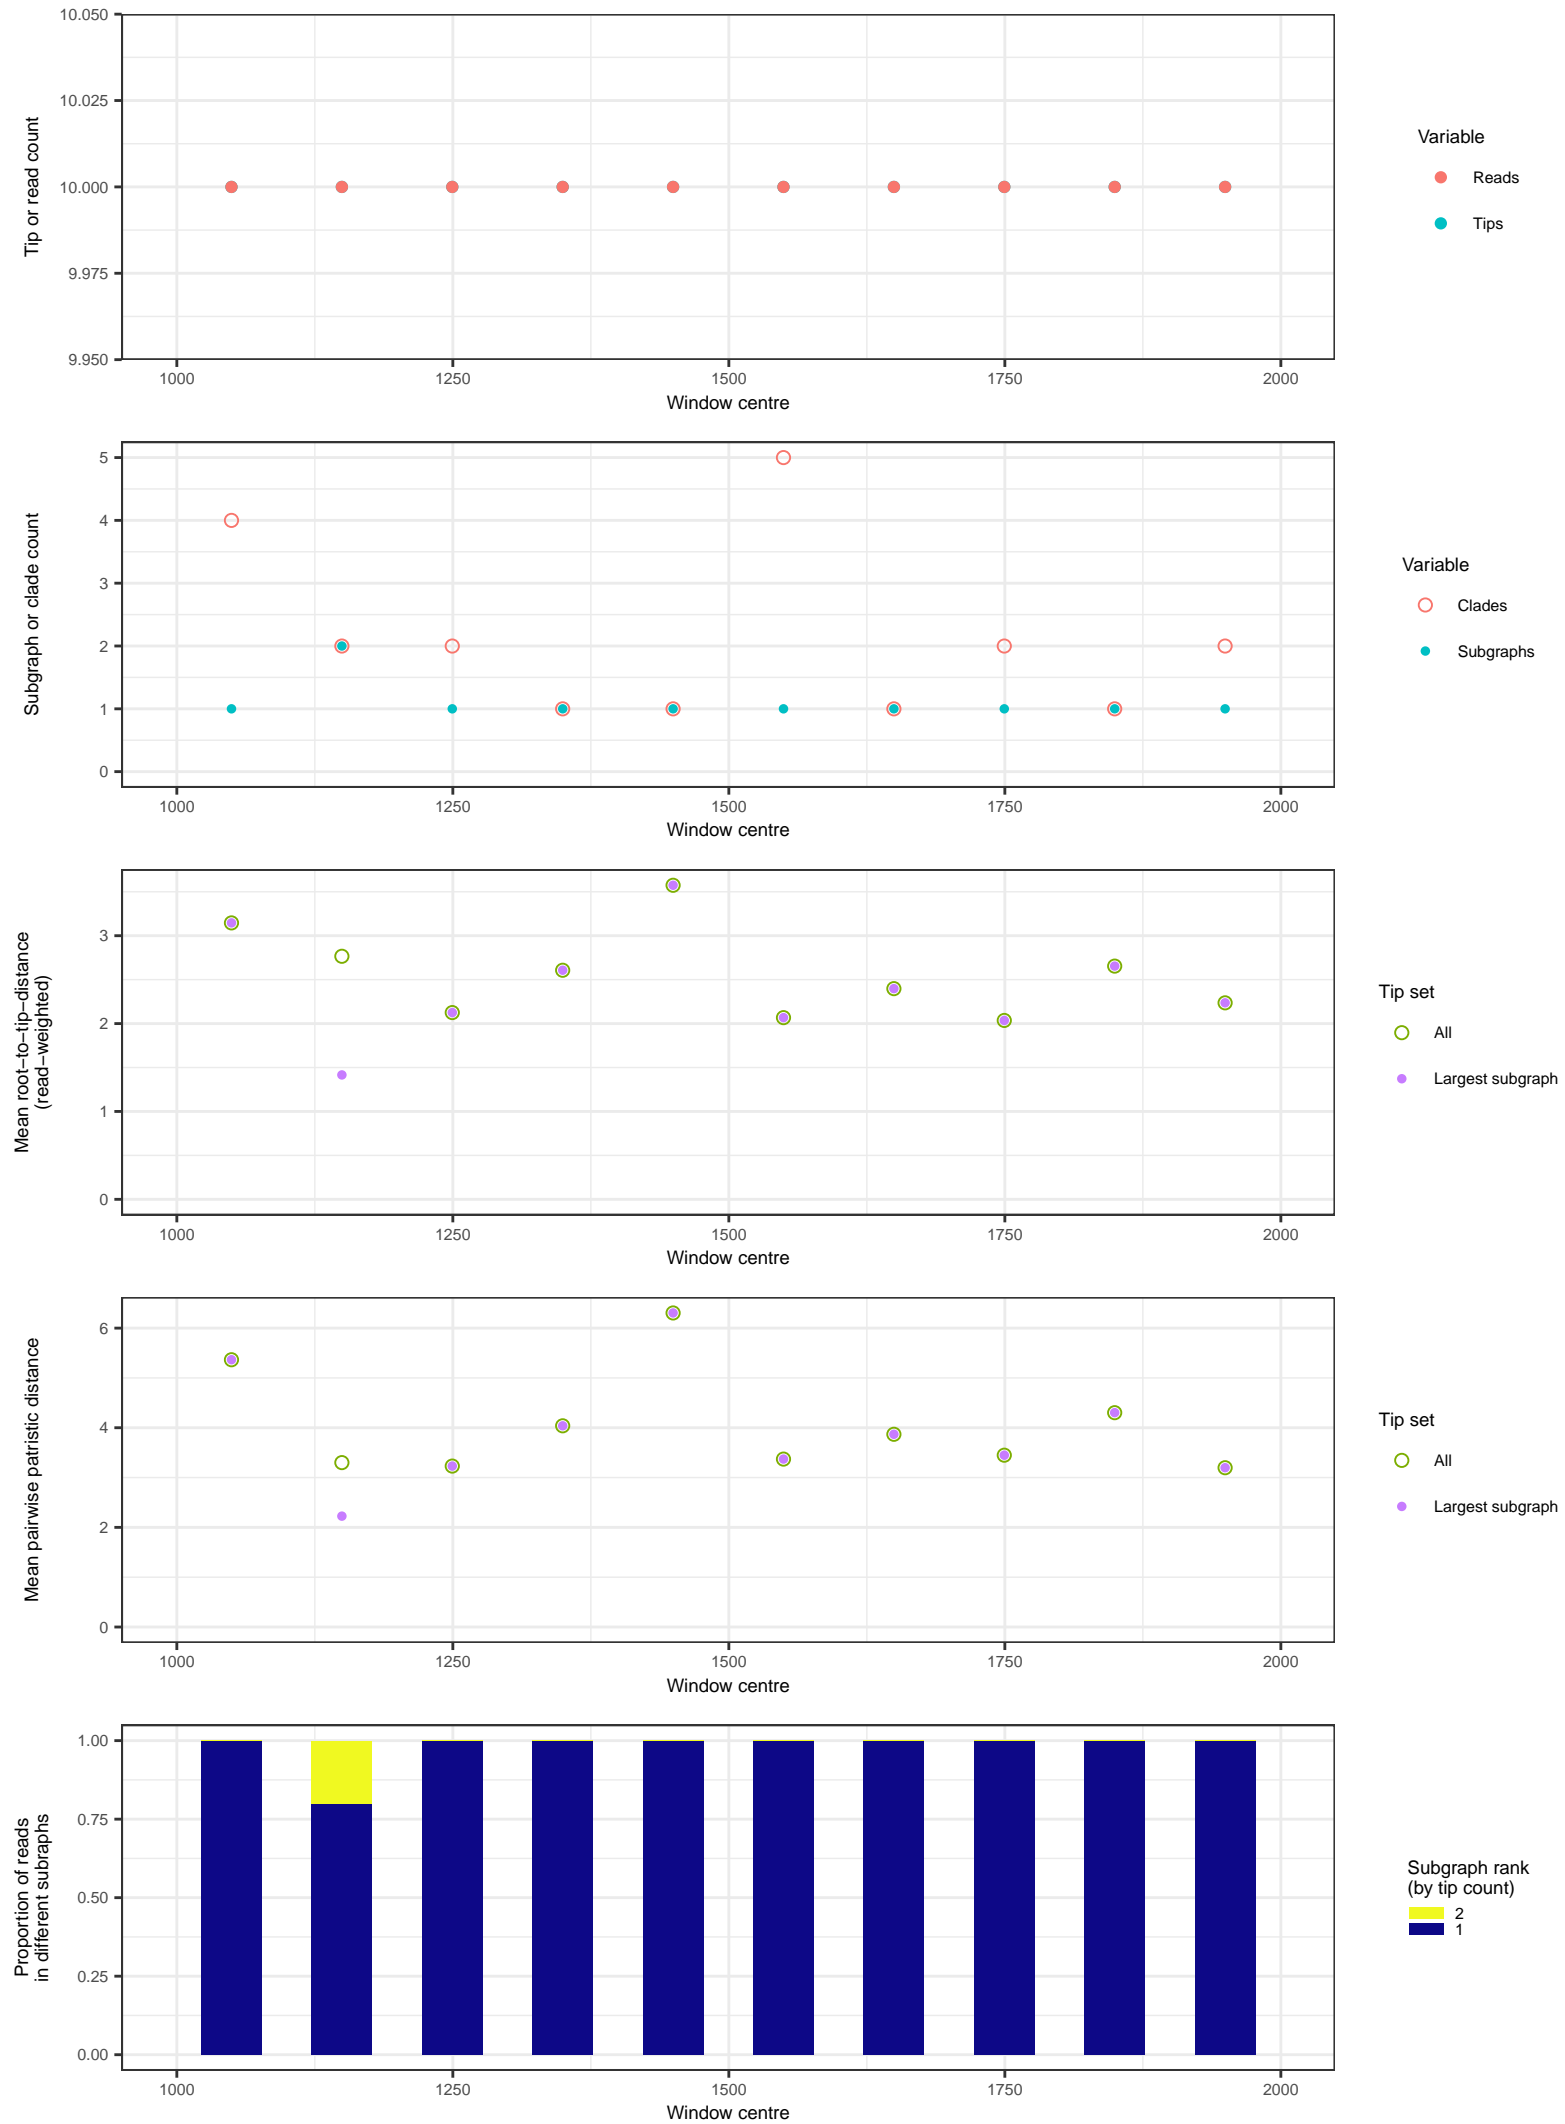 10.050
10.025
10.000
9.975
9.950
Tip or read count
1000 1250 1500 1750 2000
Window centre
Variable
Reads
Tips
5
4
3
2
1
0
Subgraph or clade count
1000 1250 1500 1750 2000
Window centre
Variable
Clades
Subgraphs
3
2
1
0
Mean root−to−tip−distance
(read−weighted)
1000 1250 1500 1750 2000
Window centre
Tip set
All
Largest subgraph
6
4
2
0
Mean pairwise patristic distance
1000 1250 1500 1750 2000
Window centre
Tip set
All
Largest subgraph
1.00
0.75
0.50
0.25
0.00
Proportion of reads
in different subraphs
1000 1250 1500 1750 2000
Window centre
Subgraph rank
(by tip count)
2
1